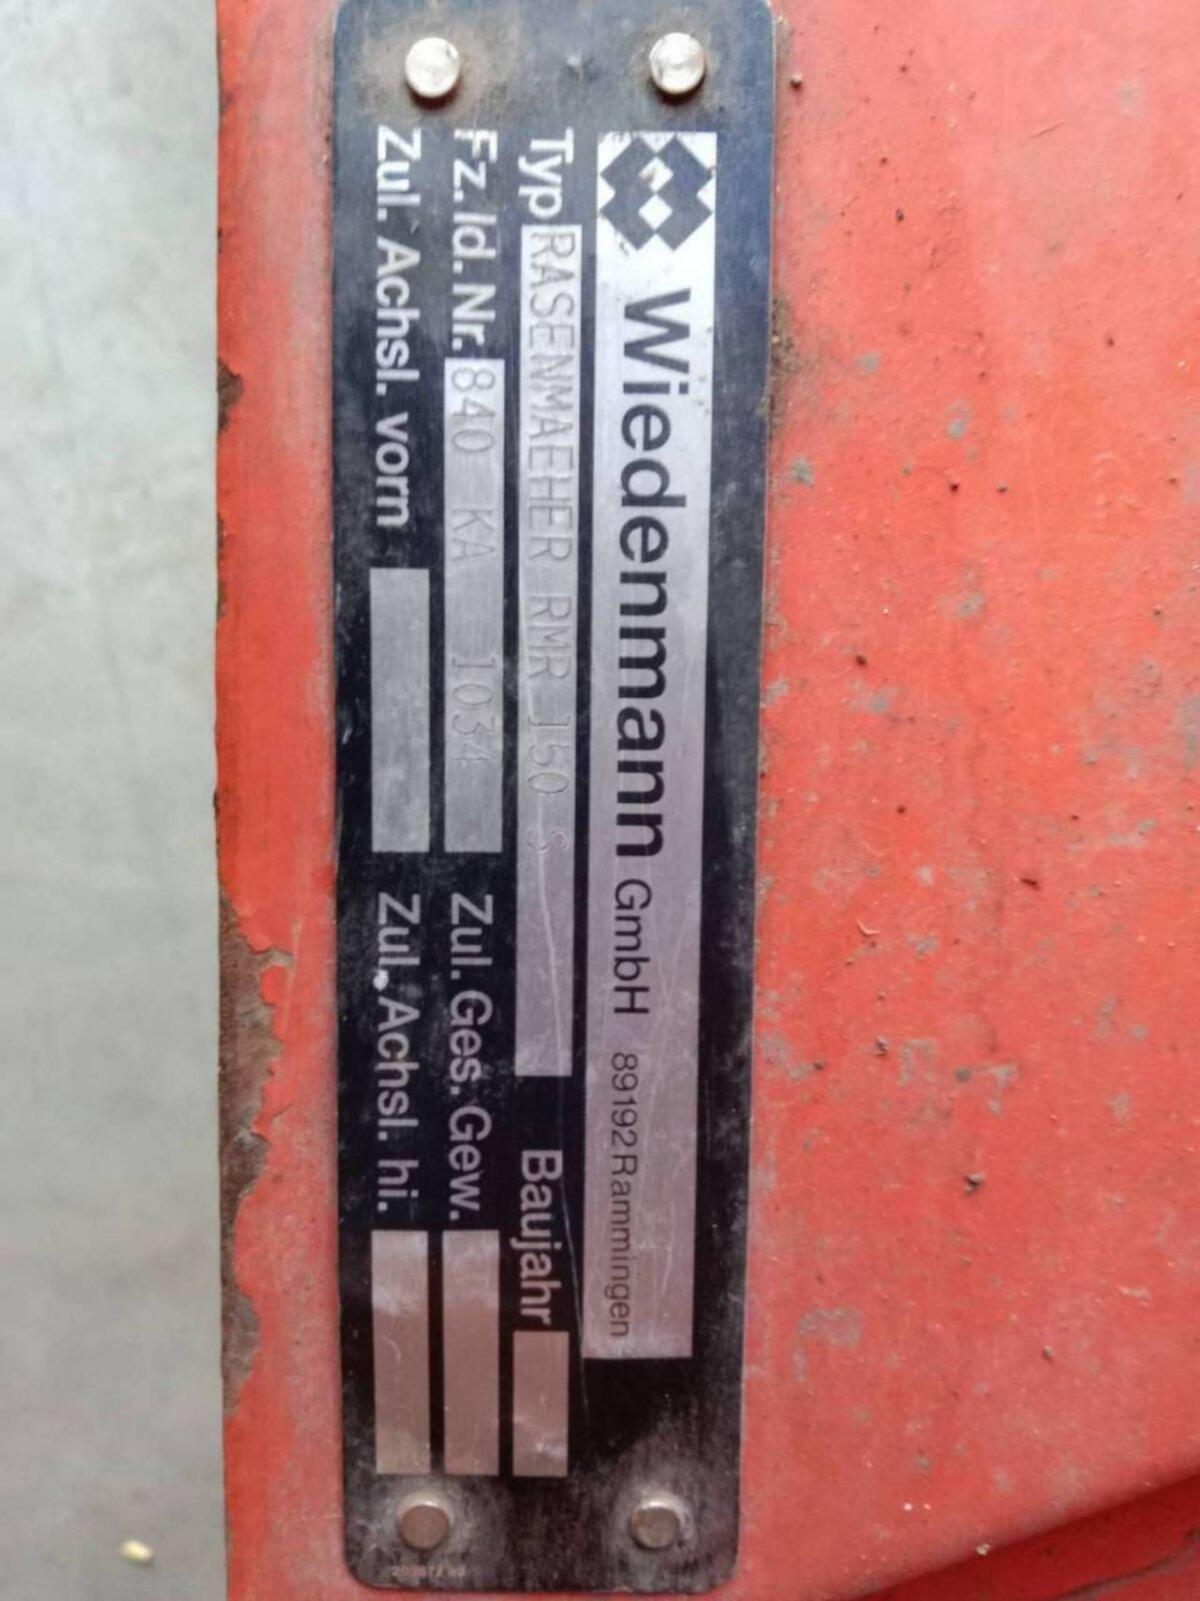 Wiedenmann GmbH 89192 Rammingen
Typ RASENMAEHER RMR 150 S Baujahr
Fz. Id. Nr. 840 KA 1034 Zul. Ges. Gew.
Zul. Achsl. vorn Zul. Achsl. hi.